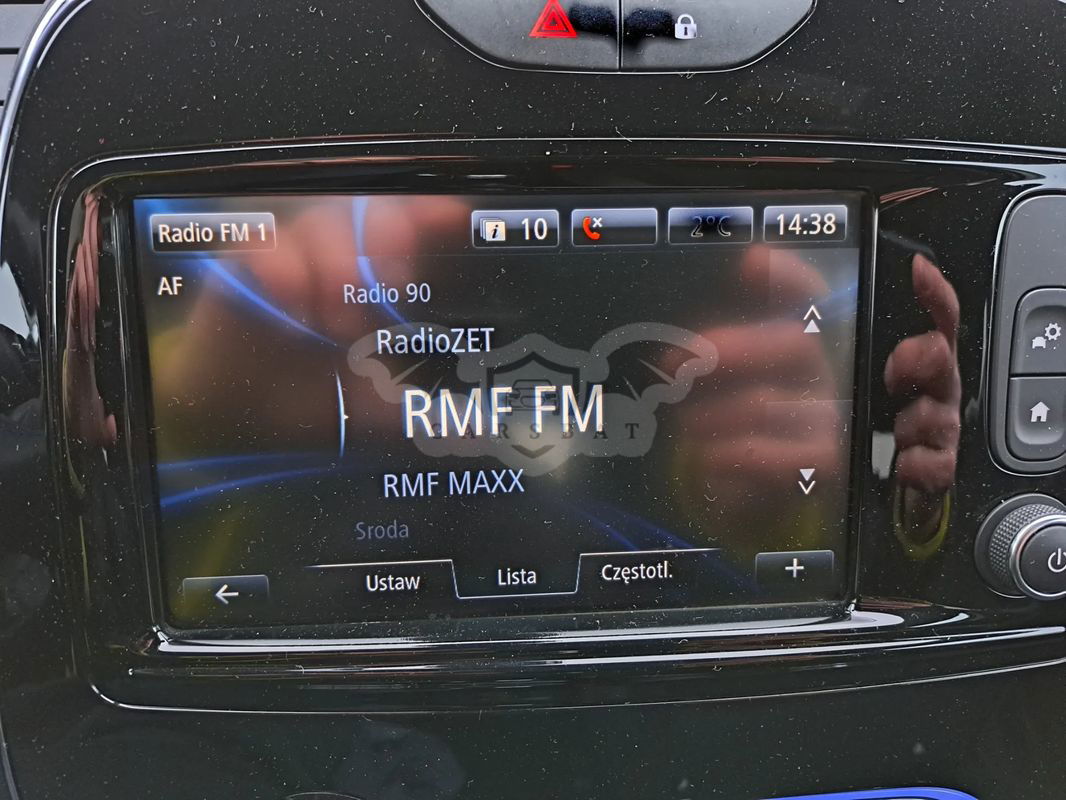 Radio FM 1
10
2°C
14:38
AF
Radio 90
RadioZET
RMF FM
CARSBAT
RMF MAXX
Sroda
Ustaw
Lista
Częstotl.